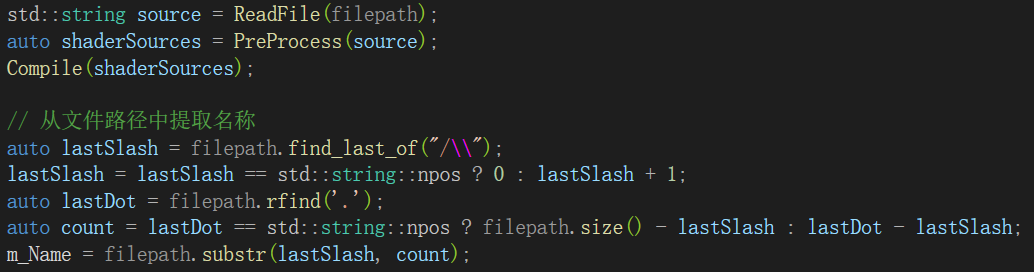 std::string source = ReadFile(filepath);
auto shaderSources = PreProcess(source);
Compile(shaderSources);
// 从文件路径中提取名称
auto lastSlash = filepath.find_last_of("/\\");
lastSlash = lastSlash == std::string::npos ? 0 : lastSlash + 1;
auto lastDot = filepath.rfind('.');
auto count = lastDot == std::string::npos ? filepath.size() - lastSlash : lastDot - lastSlash;
m_Name = filepath.substr(lastSlash, count);